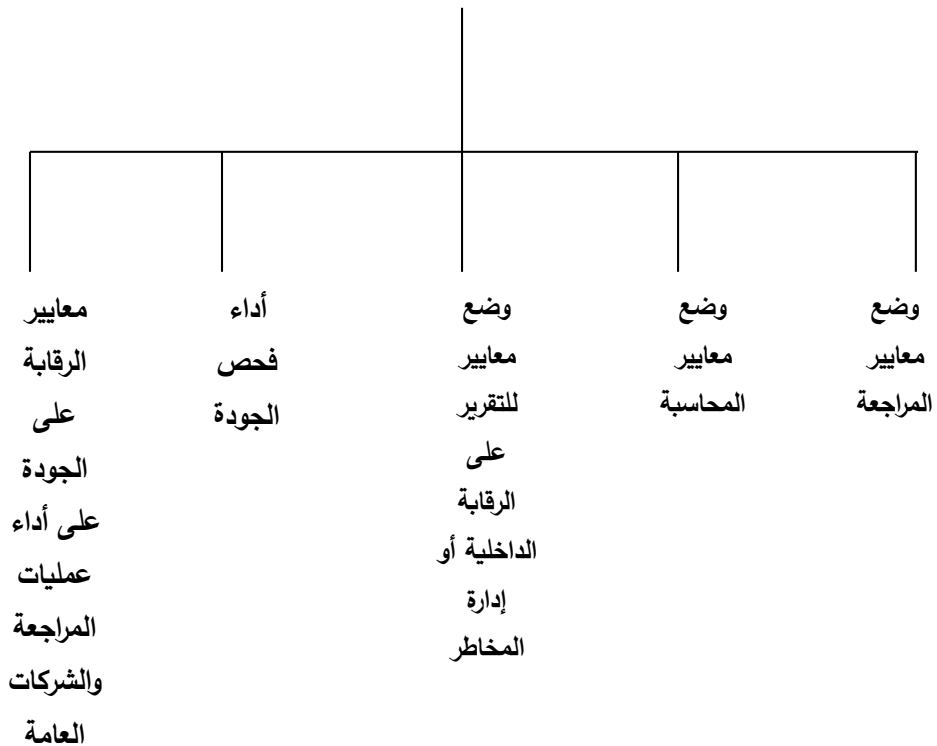 وضع
معايير
المراجعة
وضع
معايير
المحاسبة
وضع
معايير
للتقرير
على
الرقابة
الداخلية أو
إدارة
المخاطر
أداء
فحص
الجودة
معايير
الرقابة
على
الجودة
على أداء
عمليات
المراجعة
والشركات
العامة